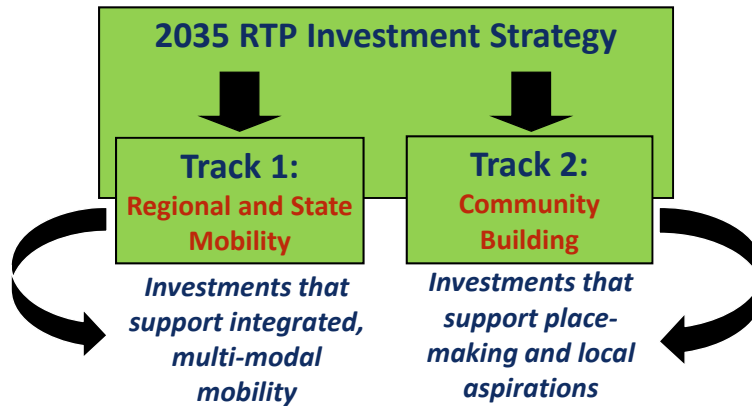 2035 RTP Investment Strategy
Track 1:
Regional and State
Mobility
Investments that
support integrated,
multi-modal
mobility
Track 2:
Community
Building
Investments that
support place-
making and local
aspirations